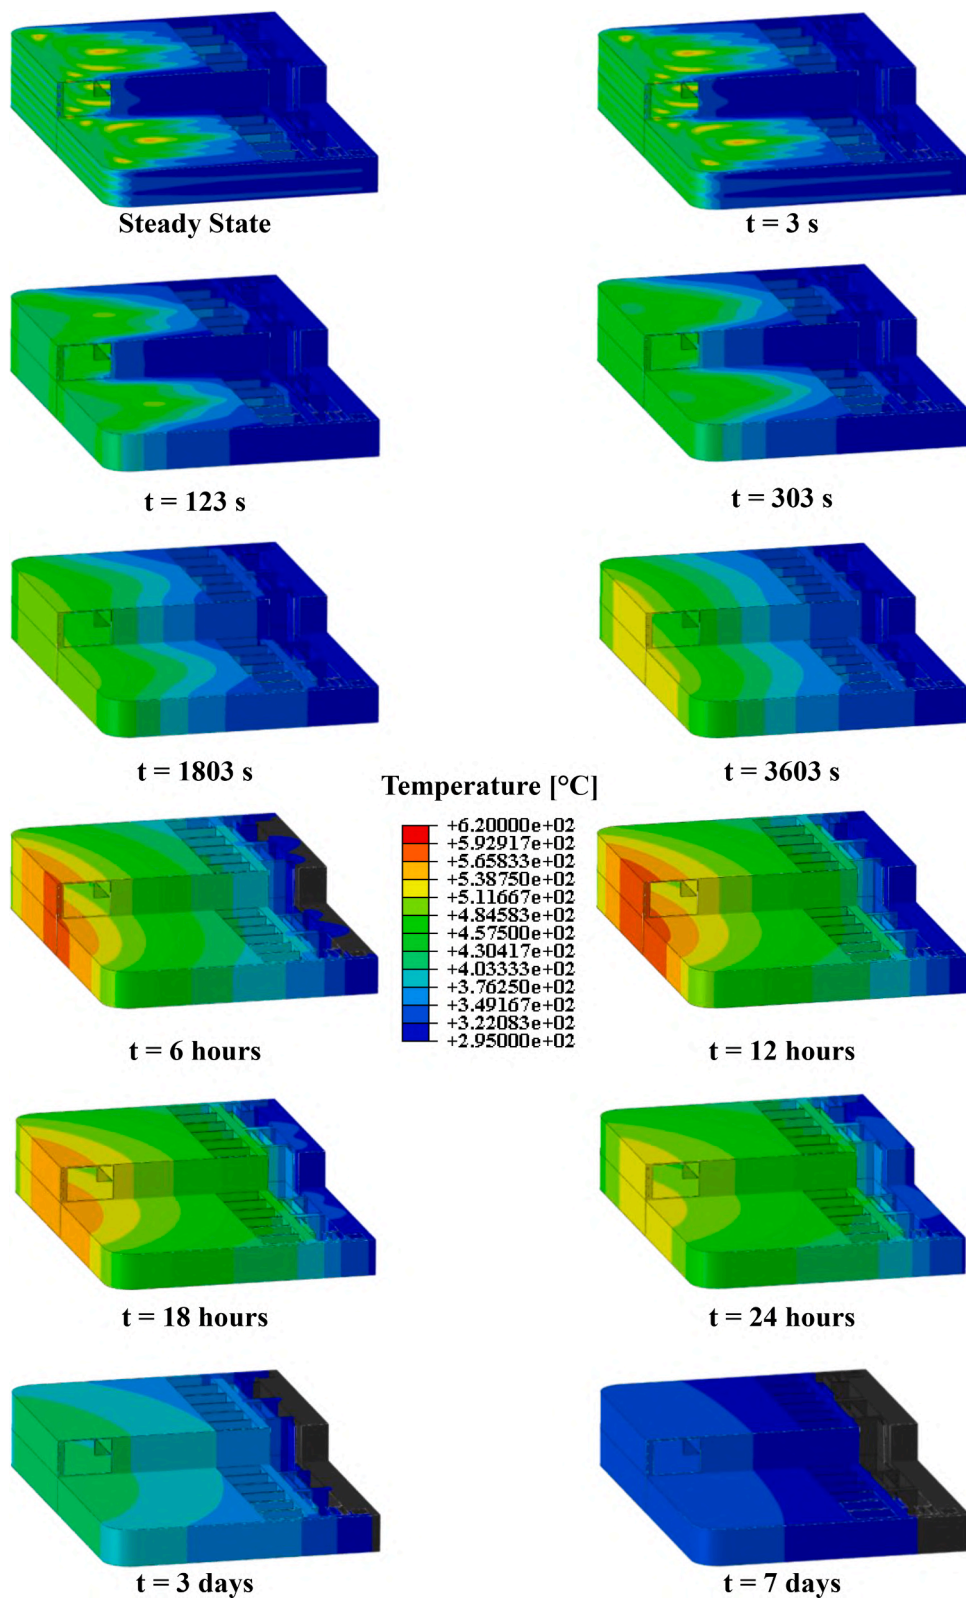 Steady State
t = 3 s
t = 123 s
t = 303 s
t = 1803 s
t = 3603 s
Temperature [°C]
+6.20000e+02
+5.92917e+02
+5.65833e+02
+5.38750e+02
+5.11667e+02
+4.84583e+02
+4.57500e+02
+4.30417e+02
+4.03333e+02
+3.76250e+02
+3.49167e+02
+3.22083e+02
+2.95000e+02
t = 6 hours
t = 12 hours
t = 18 hours
t = 24 hours
t = 3 days
t = 7 days